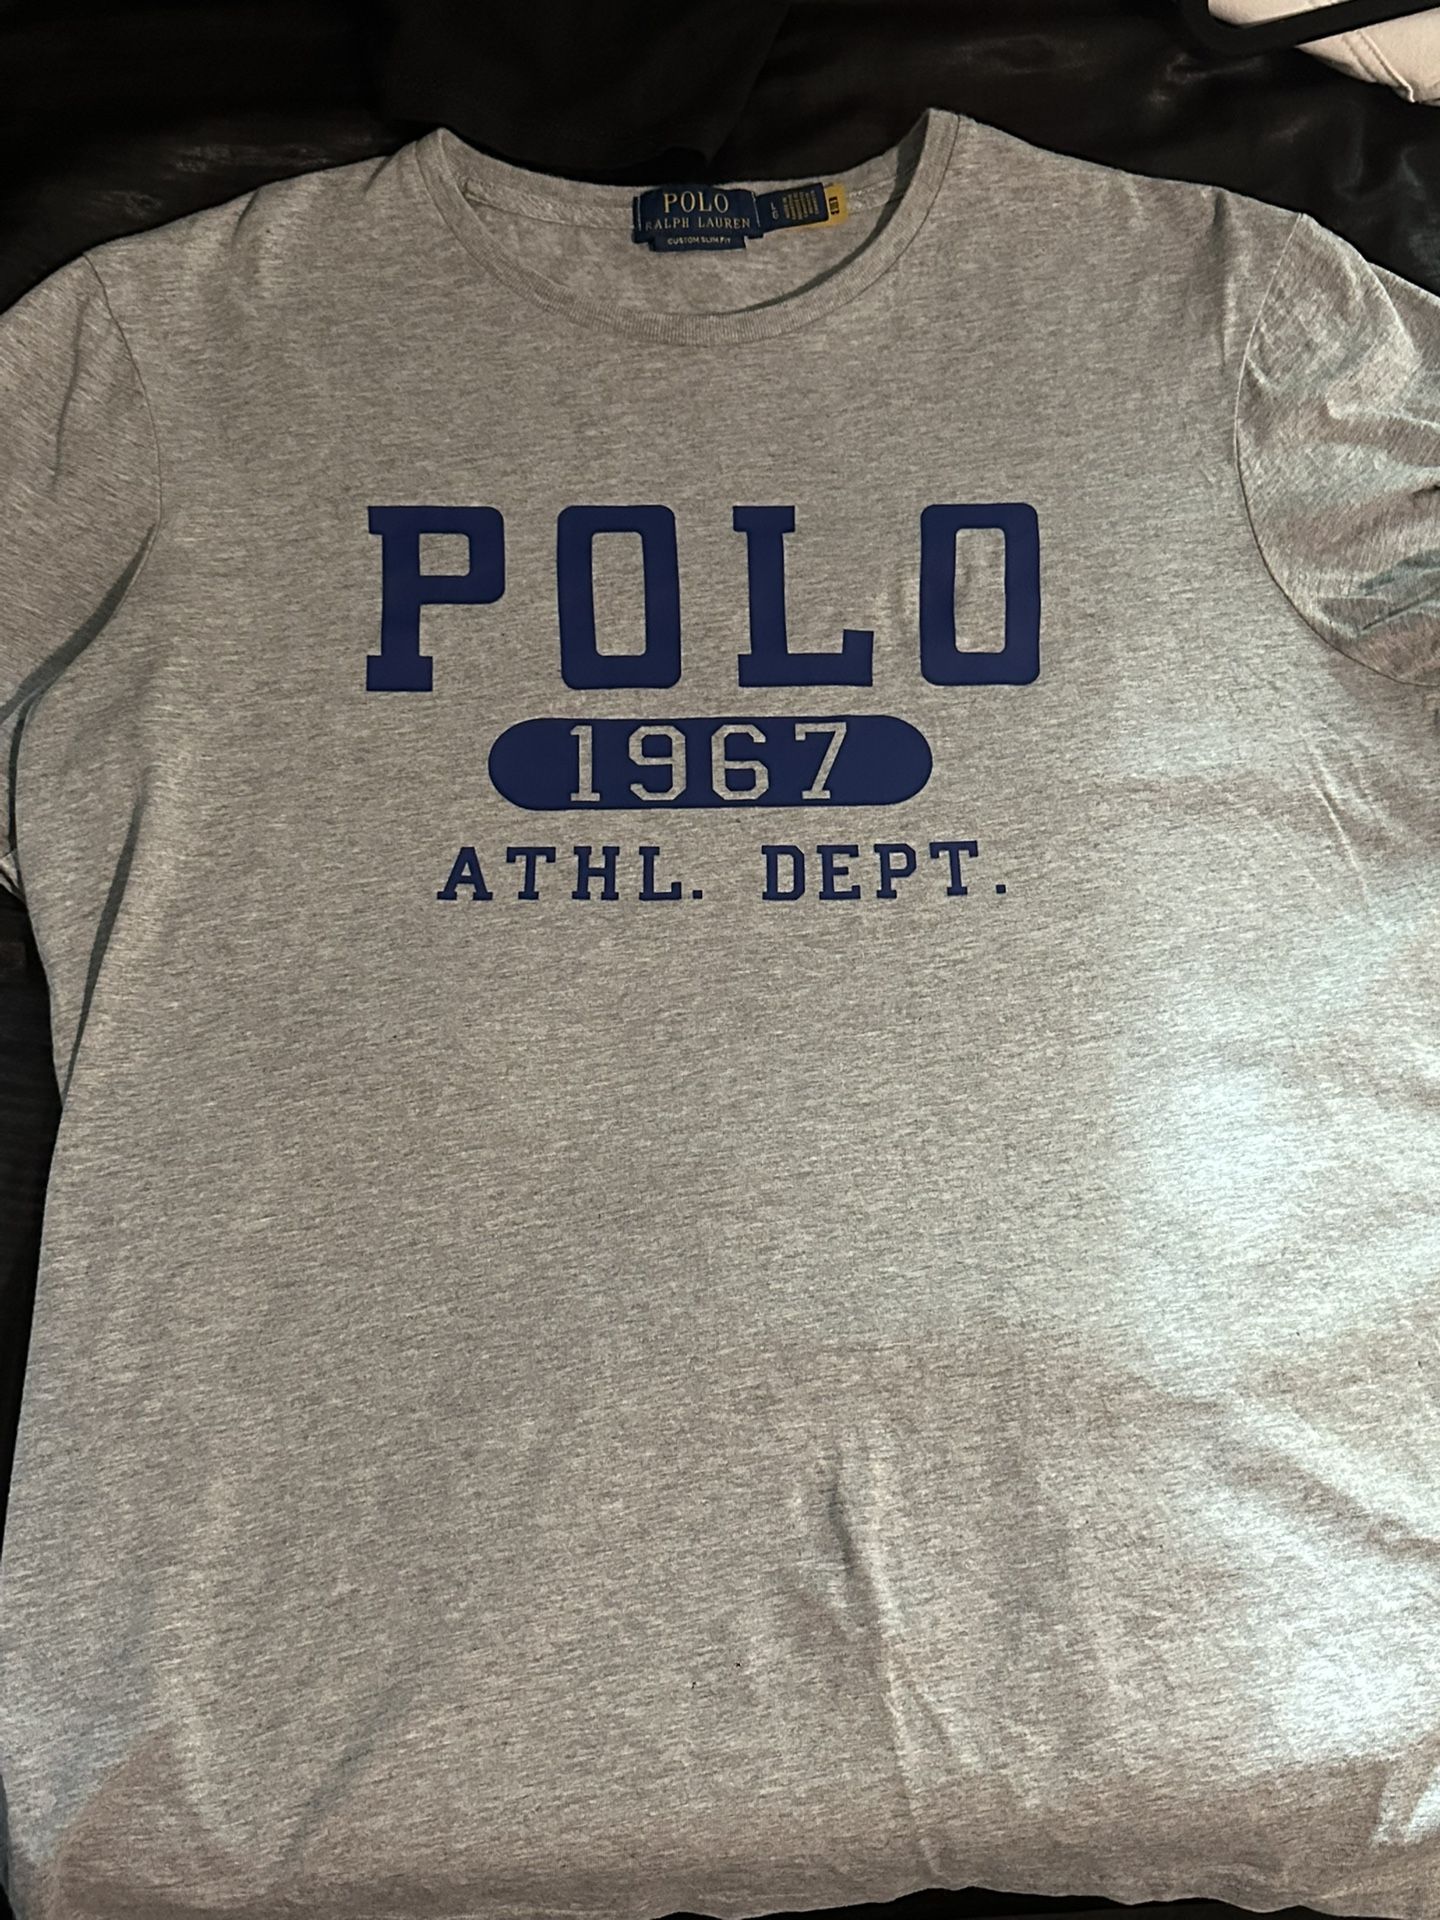 POLO
RALPH LAUREN
CUSTOM SLIM FIT
POLO
1967
ATHL. DEPT.